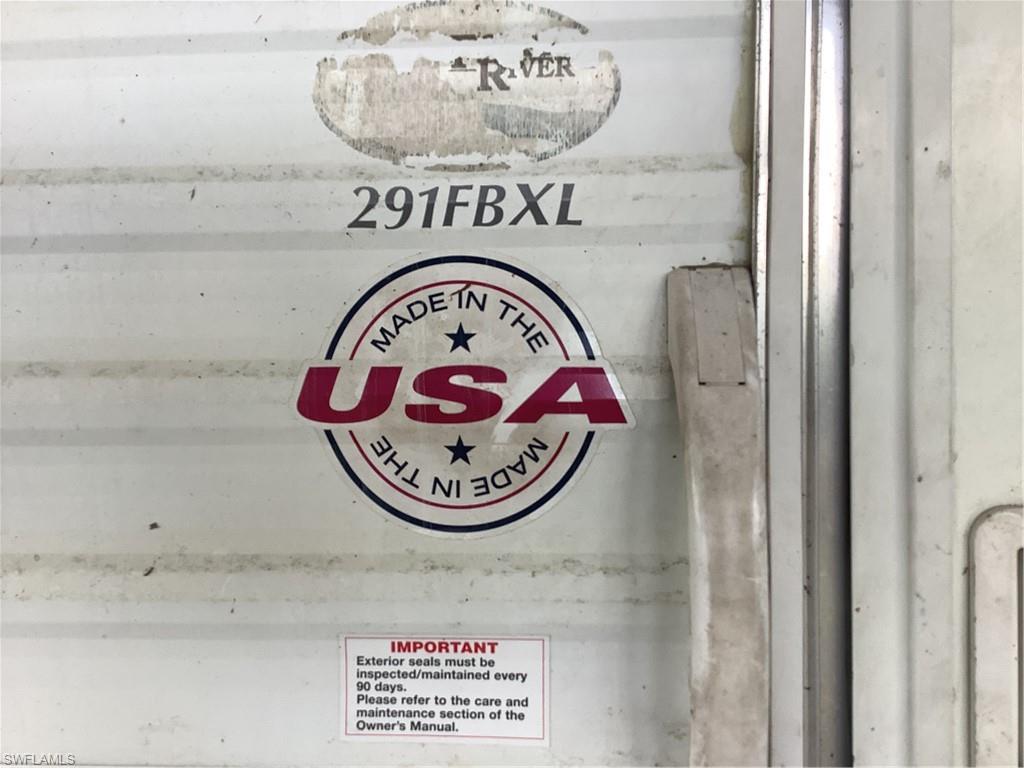 RIVER
291FBXL
MADE IN THE
USA
MADE IN THE
IMPORTANT
Exterior seals must be
inspected/maintained every
90 days.
Please refer to the care and
maintenance section of the
Owner's Manual.
SWFLAMLS